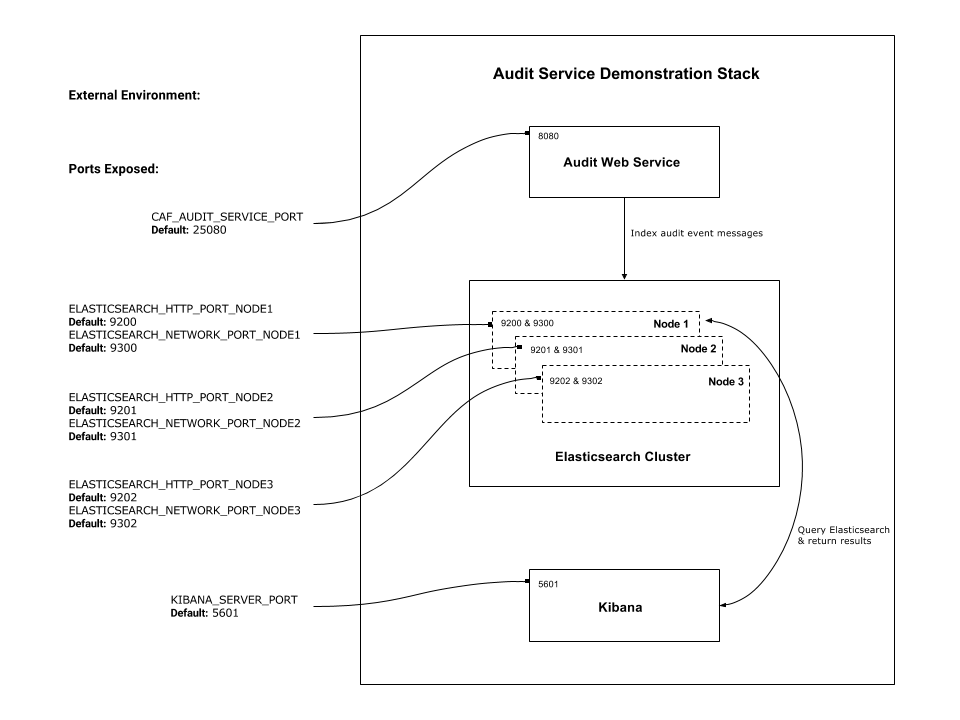 Audit Service Demonstration Stack
External Environment:
Ports Exposed:
8080
Audit Web Service
CAF_AUDIT_SERVICE_PORT
Default: 25080
Index audit event messages
ELASTICSEARCH_HTTP_PORT_NODE1
Default: 9200
ELASTICSEARCH_NETWORK_PORT_NODE1
Default: 9300
9200 & 9300
Node 1
9201 & 9301
Node 2
9202 & 9302
Node 3
Elasticsearch Cluster
ELASTICSEARCH_HTTP_PORT_NODE2
Default: 9201
ELASTICSEARCH_NETWORK_PORT_NODE2
Default: 9301
ELASTICSEARCH_HTTP_PORT_NODE3
Default: 9202
ELASTICSEARCH_NETWORK_PORT_NODE3
Default: 9302
Query Elasticsearch
& return results
KIBANA_SERVER_PORT
Default: 5601
5601
Kibana